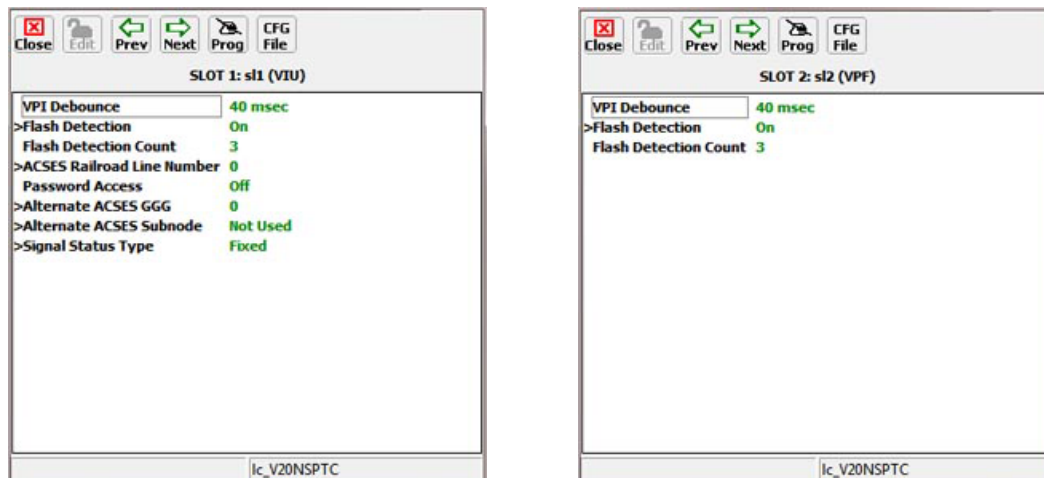 Close Edit Prev Next Prog CFG File
SLOT 1: sl1 (VIU)
VPI Debounce 40 msec
>Flash Detection On
Flash Detection Count 3
>ACSES Railroad Line Number 0
Password Access Off
>Alternate ACSES GGG 0
>Alternate ACSES Subnode Not Used
>Signal Status Type Fixed
lc_V20NSPTC
Close Edit Prev Next Prog CFG File
SLOT 2: sl2 (VPF)
VPI Debounce 40 msec
>Flash Detection On
Flash Detection Count 3
lc_V20NSPTC